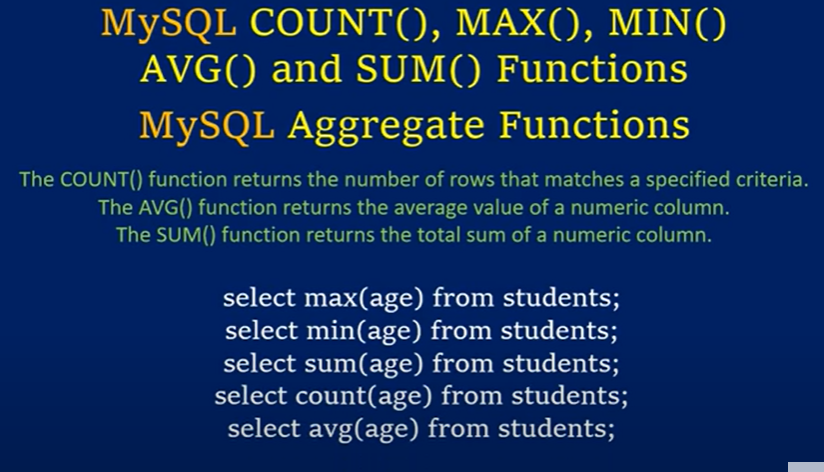 MySQL COUNT(), MAX(), MIN()
AVG() and SUM() Functions
MySQL Aggregate Functions
The COUNT() function returns the number of rows that matches a specified criteria.
The AVG() function returns the average value of a numeric column.
The SUM() function returns the total sum of a numeric column.
select max(age) from students;
select min(age) from students;
select sum(age) from students;
select count(age) from students;
select avg(age) from students;